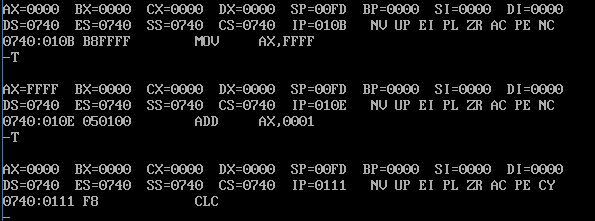 AX=0000  BX=0000  CX=0000  DX=0000  SP=00FD  BP=0000  SI=0000  DI=0000
DS=0740  ES=0740  SS=0740  CS=0740  IP=010B   NV UP EI PL ZR AC PE NC
0740:010B B8FFFF        MOV     AX,FFFF
-T
AX=FFFF  BX=0000  CX=0000  DX=0000  SP=00FD  BP=0000  SI=0000  DI=0000
DS=0740  ES=0740  SS=0740  CS=0740  IP=010E   NV UP EI PL ZR AC PE NC
0740:010E 050100        ADD     AX,0001
-T
AX=0000  BX=0000  CX=0000  DX=0000  SP=00FD  BP=0000  SI=0000  DI=0000
DS=0740  ES=0740  SS=0740  CS=0740  IP=0111   NV UP EI PL ZR AC PE CY
0740:0111 F8            CLC
-